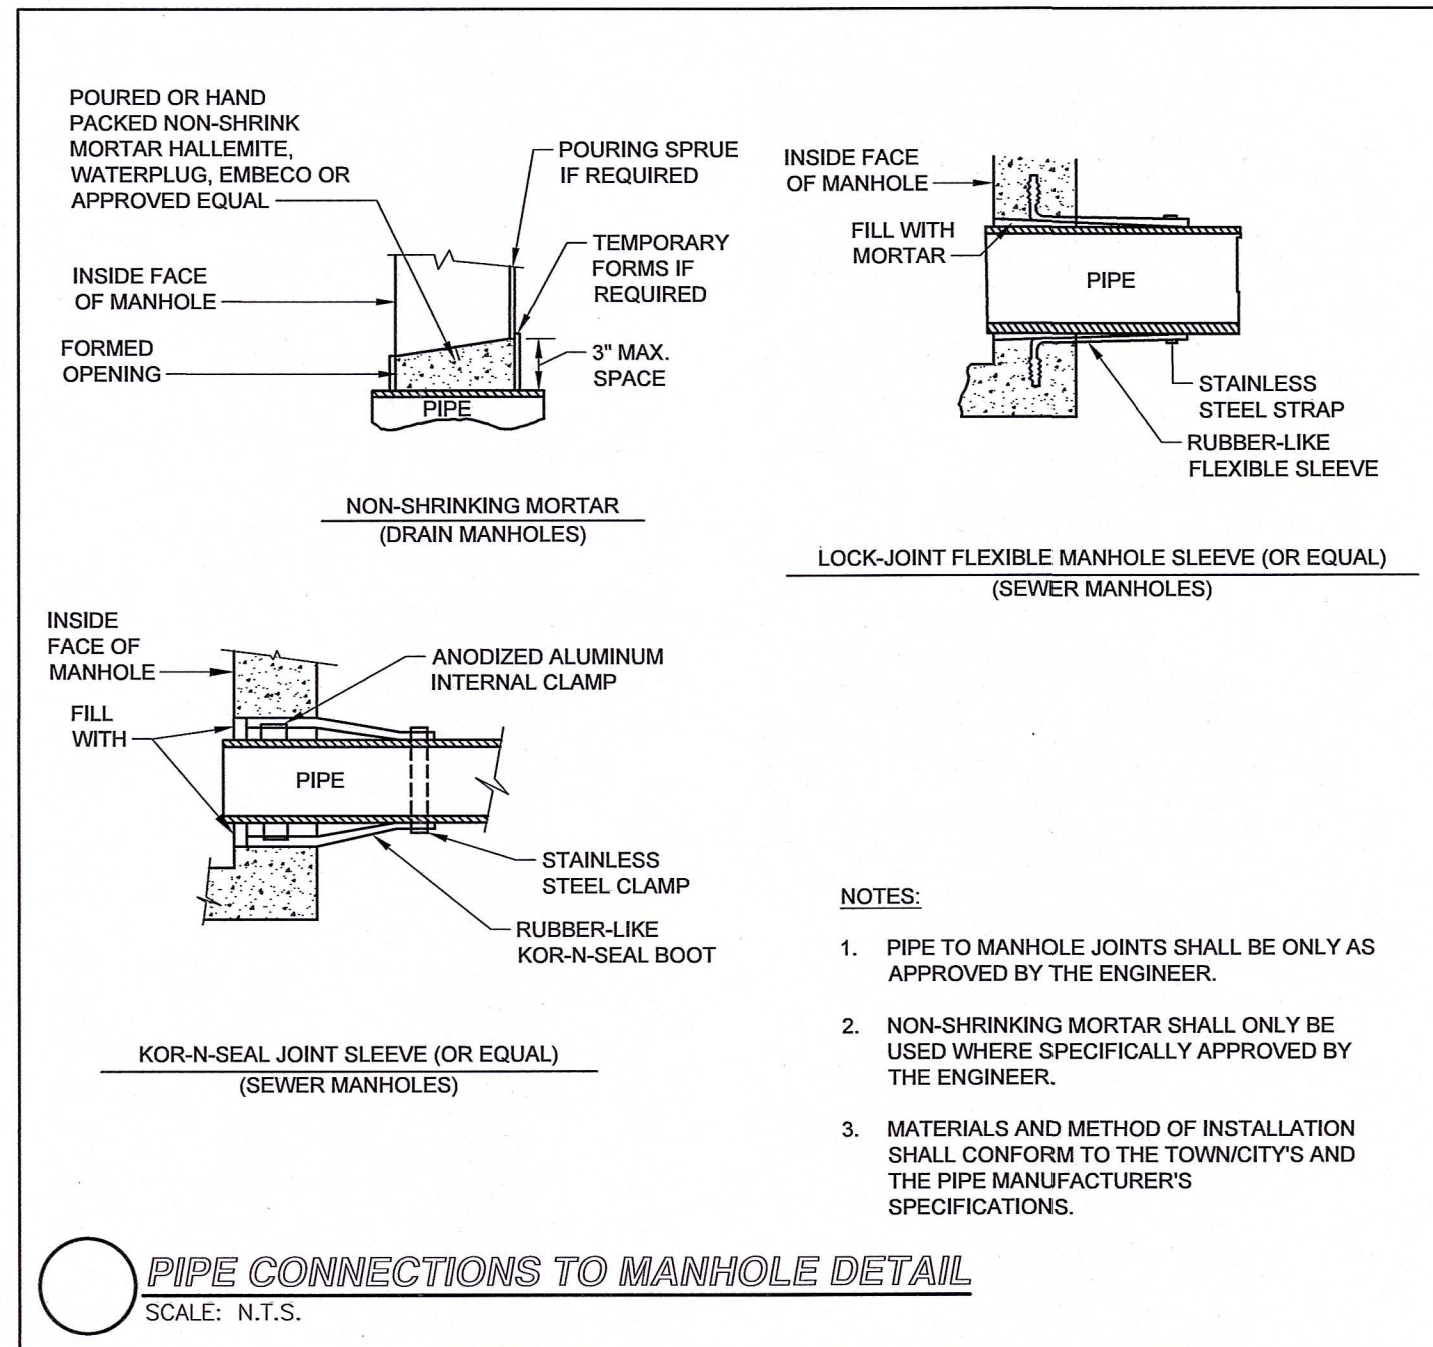 POURED OR HAND
PACKED NON-SHRINK
MORTAR HALLEMITE,
WATERPLUG, EMBECO OR
APPROVED EQUAL
INSIDE FACE
OF MANHOLE
FORMED
OPENING
POURING SPRUE
IF REQUIRED
TEMPORARY
FORMS IF
REQUIRED
3" MAX.
SPACE
PIPE
NON-SHRINKING MORTAR
(DRAIN MANHOLES)
INSIDE FACE
OF MANHOLE
FILL WITH
MORTAR
PIPE
STAINLESS
STEEL STRAP
RUBBER-LIKE
FLEXIBLE SLEEVE
LOCK-JOINT FLEXIBLE MANHOLE SLEEVE (OR EQUAL)
(SEWER MANHOLES)
INSIDE
FACE OF
MANHOLE
FILL
WITH
ANODIZED ALUMINUM
INTERNAL CLAMP
PIPE
STAINLESS
STEEL CLAMP
RUBBER-LIKE
KOR-N-SEAL BOOT
KOR-N-SEAL JOINT SLEEVE (OR EQUAL)
(SEWER MANHOLES)
NOTES:
1. PIPE TO MANHOLE JOINTS SHALL BE ONLY AS
APPROVED BY THE ENGINEER.
2. NON-SHRINKING MORTAR SHALL ONLY BE
USED WHERE SPECIFICALLY APPROVED BY
THE ENGINEER.
3. MATERIALS AND METHOD OF INSTALLATION
SHALL CONFORM TO THE TOWN/CITY'S AND
THE PIPE MANUFACTURER'S
SPECIFICATIONS.
PIPE CONNECTIONS TO MANHOLE DETAIL
SCALE: N.T.S.